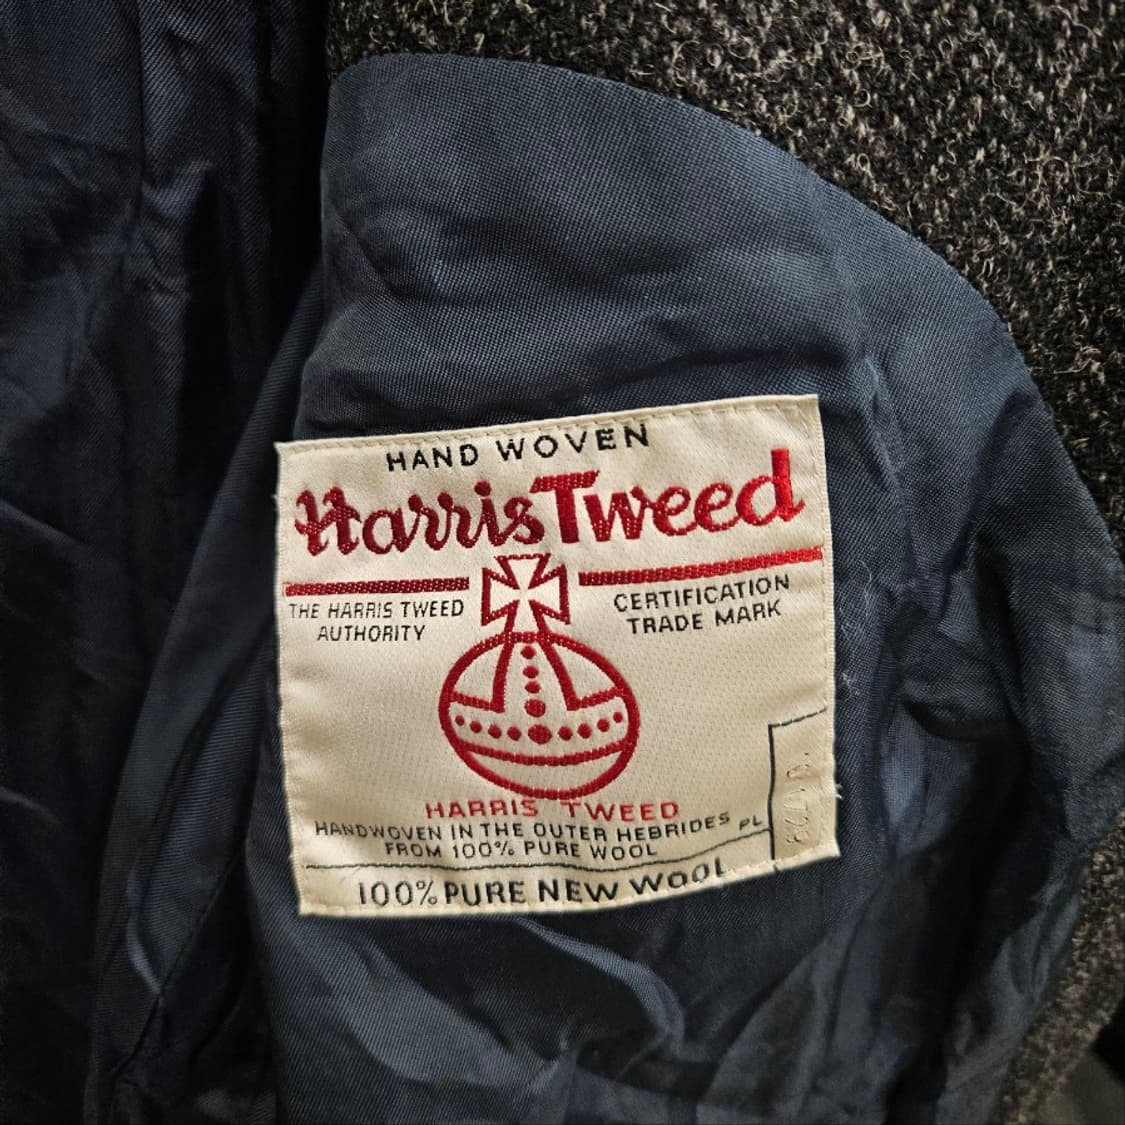 HAND WOVEN
Harris Tweed
THE HARRIS TWEED
AUTHORITY
CERTIFICATION
TRADE MARK
HARRIS TWEED
HANDWOVEN IN THE OUTER HEBRIDES PL
FROM 100% PURE WOOL
100% PURE NEW WOOL